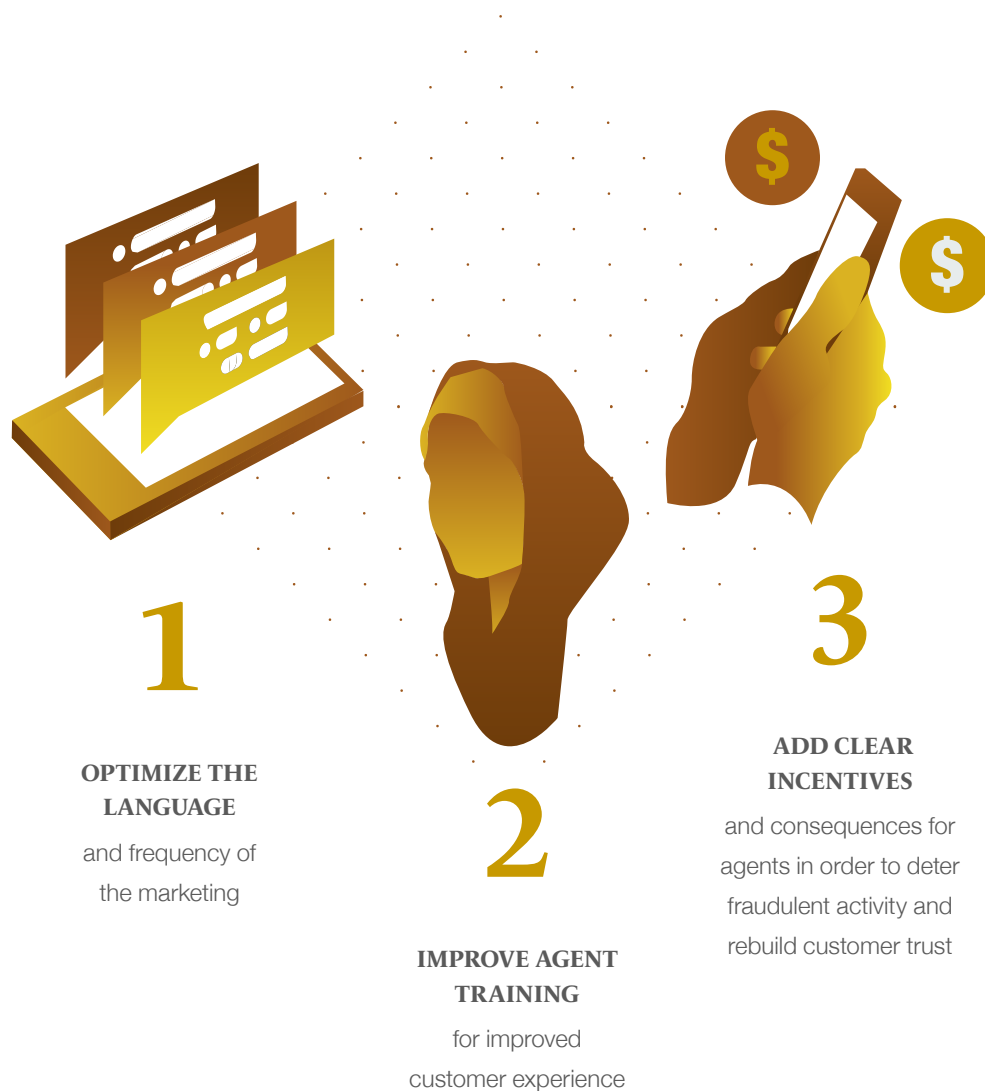 $
$
1
OPTIMIZE THE
LANGUAGE
and frequency of
the marketing
2
IMPROVE AGENT
TRAINING
for improved
customer experience
3
ADD CLEAR
INCENTIVES
and consequences for
agents in order to deter
fraudulent activity and
rebuild customer trust